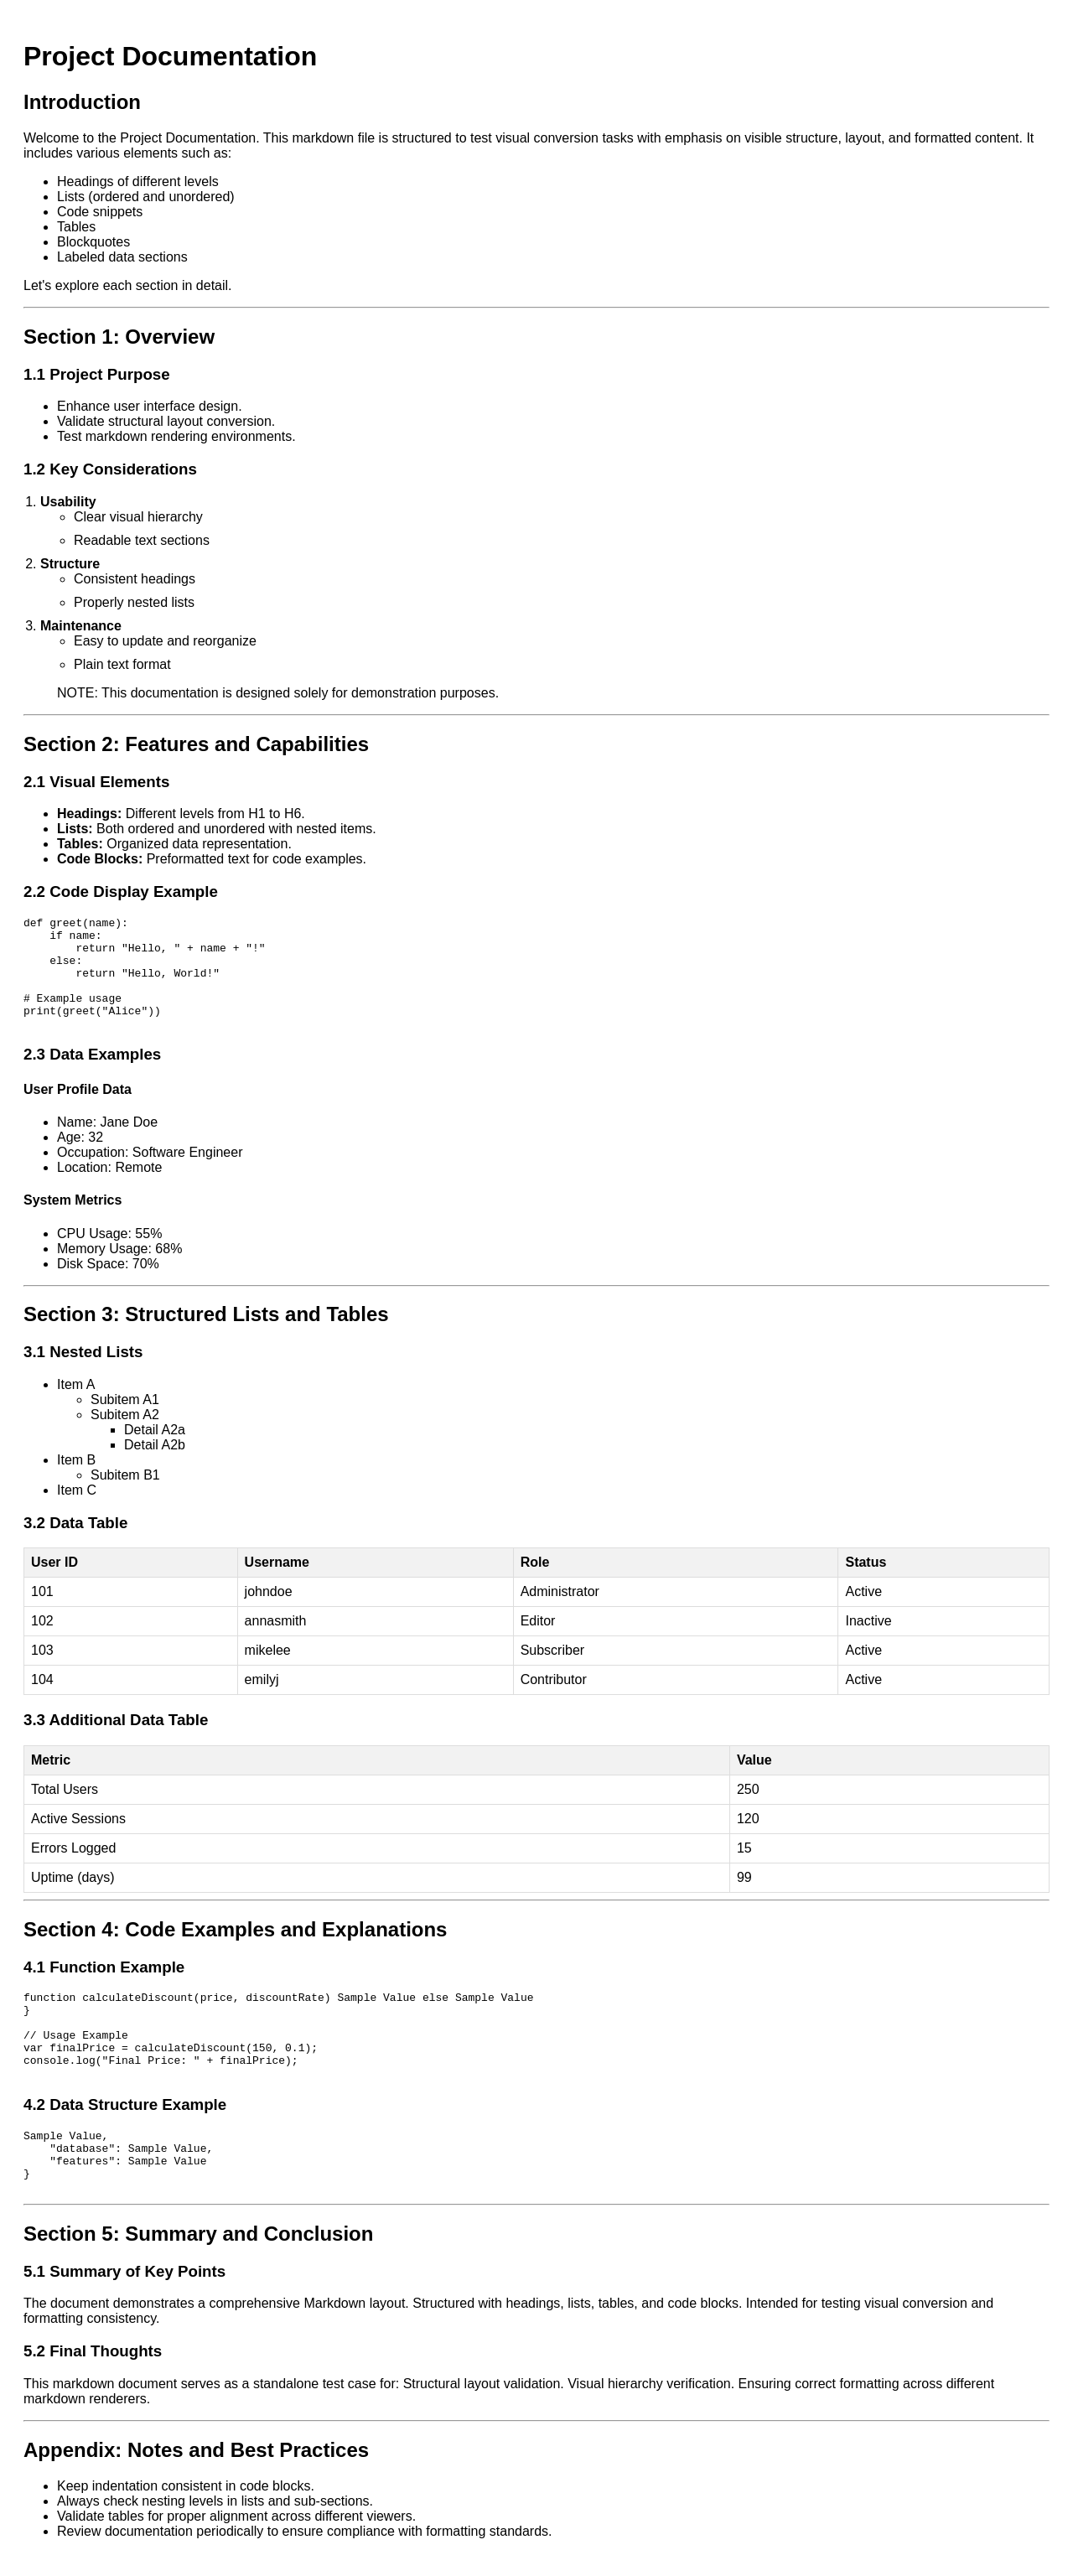 Project Documentation
Introduction
Welcome to the Project Documentation. This markdown file is structured to test visual conversion tasks with emphasis on visible structure, layout, and formatted content. It
includes various elements such as:
• Headings of different levels
• Lists (ordered and unordered)
• Code snippets
• Tables
• Blockquotes
• Labeled data sections
Let's explore each section in detail.
Section 1: Overview
1.1 Project Purpose
• Enhance user interface design.
• Validate structural layout conversion.
• Test markdown rendering environments.
1.2 Key Considerations
1. Usability
◦ Clear visual hierarchy
◦ Readable text sections
2. Structure
◦ Consistent headings
◦ Properly nested lists
3. Maintenance
◦ Easy to update and reorganize
◦ Plain text format
NOTE: This documentation is designed solely for demonstration purposes.
Section 2: Features and Capabilities
2.1 Visual Elements
• Headings: Different levels from H1 to H6.
• Lists: Both ordered and unordered with nested items.
• Tables: Organized data representation.
• Code Blocks: Preformatted text for code examples.
2.2 Code Display Example
def greet(name):
    if name:
        return "Hello, " + name + "!"
    else:
        return "Hello, World!"
# Example usage
print(greet("Alice"))
2.3 Data Examples
User Profile Data
• Name: Jane Doe
• Age: 32
• Occupation: Software Engineer
• Location: Remote
System Metrics
• CPU Usage: 55%
• Memory Usage: 68%
• Disk Space: 70%
Section 3: Structured Lists and Tables
3.1 Nested Lists
• Item A
◦ Subitem A1
◦ Subitem A2
▪ Detail A2a
▪ Detail A2b
• Item B
◦ Subitem B1
• Item C
3.2 Data Table
User ID Username Role Status
101 johndoe Administrator Active
102 annasmith Editor Inactive
103 mikelee Subscriber Active
104 emilyj Contributor Active
3.3 Additional Data Table
Metric Value
Total Users 250
Active Sessions 120
Errors Logged 15
Uptime (days) 99
Section 4: Code Examples and Explanations
4.1 Function Example
function calculateDiscount(price, discountRate) Sample Value else Sample Value
}
// Usage Example
var finalPrice = calculateDiscount(150, 0.1);
console.log("Final Price: " + finalPrice);
4.2 Data Structure Example
Sample Value,
    "database": Sample Value,
    "features": Sample Value
}
Section 5: Summary and Conclusion
5.1 Summary of Key Points
The document demonstrates a comprehensive Markdown layout. Structured with headings, lists, tables, and code blocks. Intended for testing visual conversion and
formatting consistency.
5.2 Final Thoughts
This markdown document serves as a standalone test case for: Structural layout validation. Visual hierarchy verification. Ensuring correct formatting across different
markdown renderers.
Appendix: Notes and Best Practices
• Keep indentation consistent in code blocks.
• Always check nesting levels in lists and sub-sections.
• Validate tables for proper alignment across different viewers.
• Review documentation periodically to ensure compliance with formatting standards.